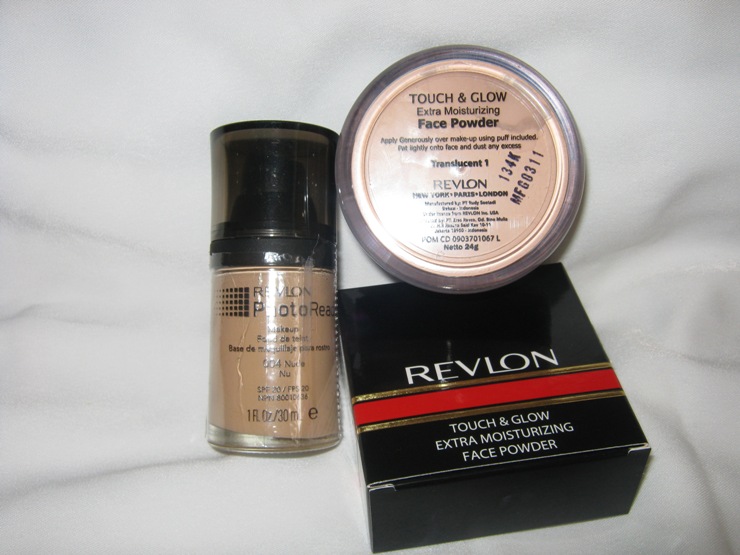 REVLON
PhotoRea
Makeup
Fond de teint
Base de maquillaje para rostro
004 Nude
Nu
SPF 20 / FPS 20
1 FL OZ/30 mL e
TOUCH & GLOW
Extra Moisturizing
Face Powder
Apply Generously over make-up using puff included.
Pat lightly onto face and dust any excess
Translucent 1
134K
MFG0311
REVLON
NEW YORK • PARIS • LONDON
POM CD 0903701067 L
Netto 24g
REVLON
TOUCH & GLOW
EXTRA MOISTURIZING
FACE POWDER